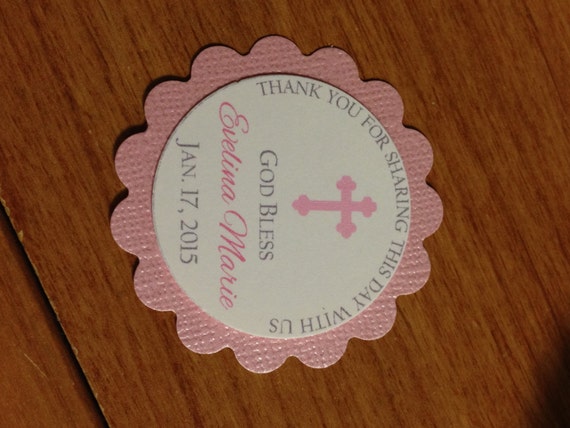 THANK YOU FOR SHARING THIS DAY WITH US
GOD BLESS
Evelina Marie
JAN. 17, 2015